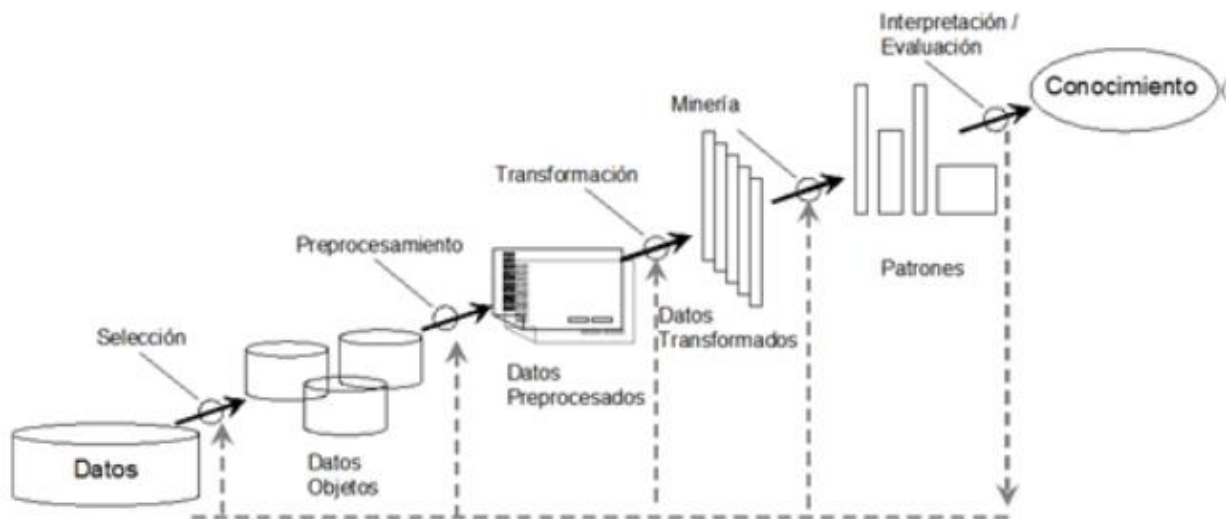 Datos
Selección
Datos
Objetos
Preprocesamiento
Datos
Preprocesados
Transformación
Datos
Transformados
Minería
Patrones
Interpretación /
Evaluación
Conocimiento